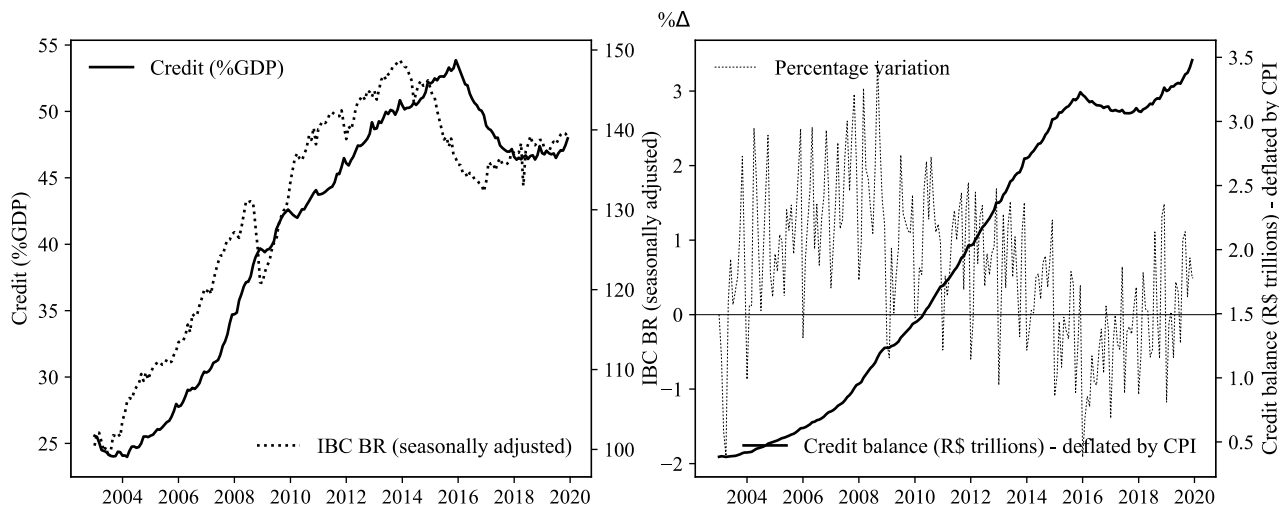 %Δ
Credit (%GDP)
IBC BR (seasonally adjusted)
Credit (%GDP)
55
50
45
40
35
30
25
150
140
130
120
110
100
IBC BR (seasonally adjusted)
2004 2006 2008 2010 2012 2014 2016 2018 2020
Percentage variation
Credit balance (R$ trillions) - deflated by CPI
3
2
1
0
−1
−2
3.5
3.0
2.5
2.0
1.5
1.0
0.5
Credit balance (R$ trillions) - deflated by CPI
2004 2006 2008 2010 2012 2014 2016 2018 2020